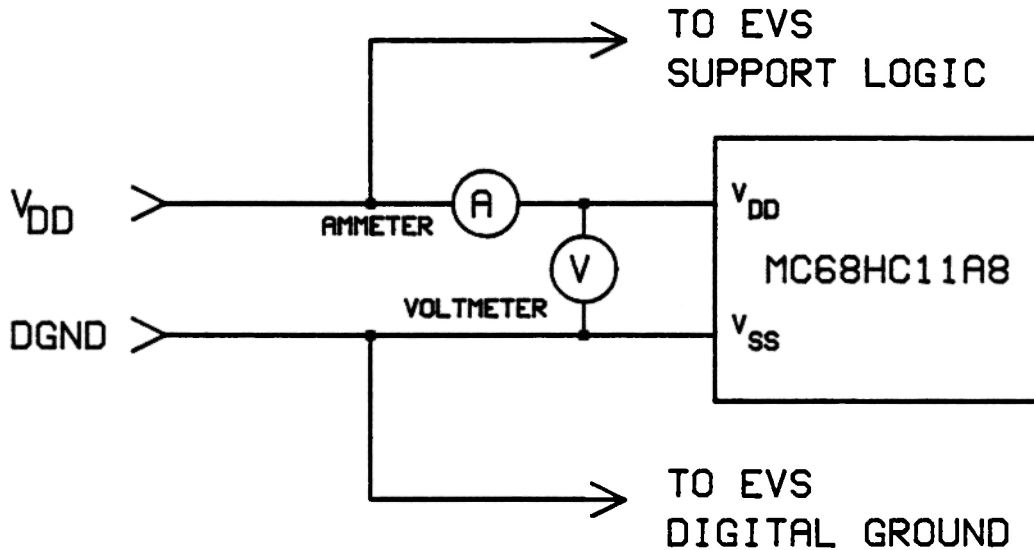 TO EVS
SUPPORT LOGIC
VDD
A
AMMETER
VDD
V
MC68HC11A8
VOLTMETER
DGND
VSS
TO EVS
DIGITAL GROUND